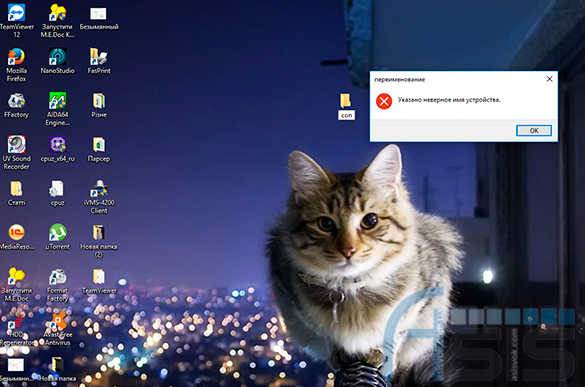 TeamViewer
12
Запустити
M.E.Doc K...
Безымянный
Mozilla
Firefox
NanoStudio
FasPrint
FFactory
AIDA64
Engine...
Різне
UV Sound
Recorder
cpuz_x64_ru
Парсер
Статті
cpuz
iVMS-4200
Client
MediaReso...
µTorrent
Новая папка
(2)
Запустити
M.E.Doc
Format
Factory
TeamViewer
HDD
Regenerator
Avast Free
Antivirus
Безымянн...
Новая папка
con
переименование
Указано неверное имя устройства.
OK